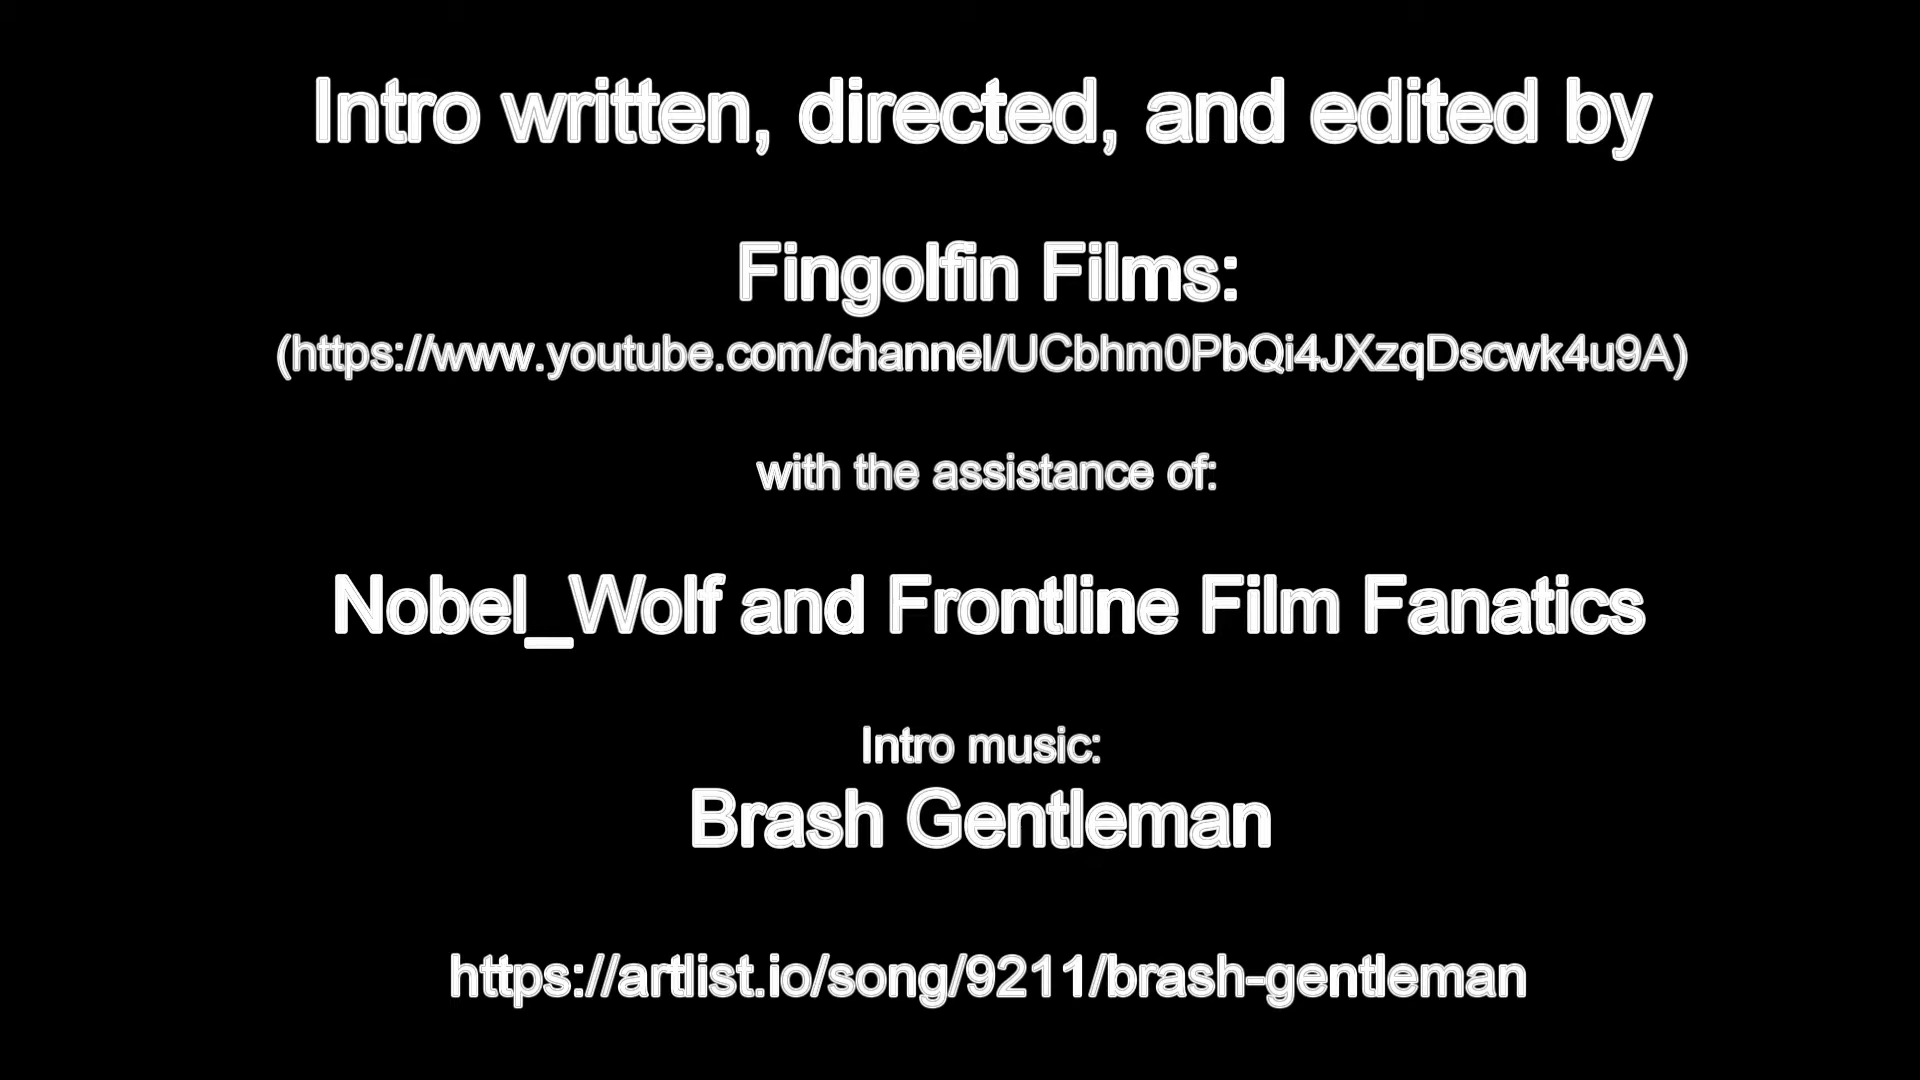 Intro written, directed, and edited by
Fingolfin Films:
(https://www.youtube.com/channel/UCbhm0PbQi4JXzqDscwk4u9A)
with the assistance of:
Nobel_Wolf and Frontline Film Fanatics
Intro music:
Brash Gentleman
https://artlist.io/song/9211/brash-gentleman